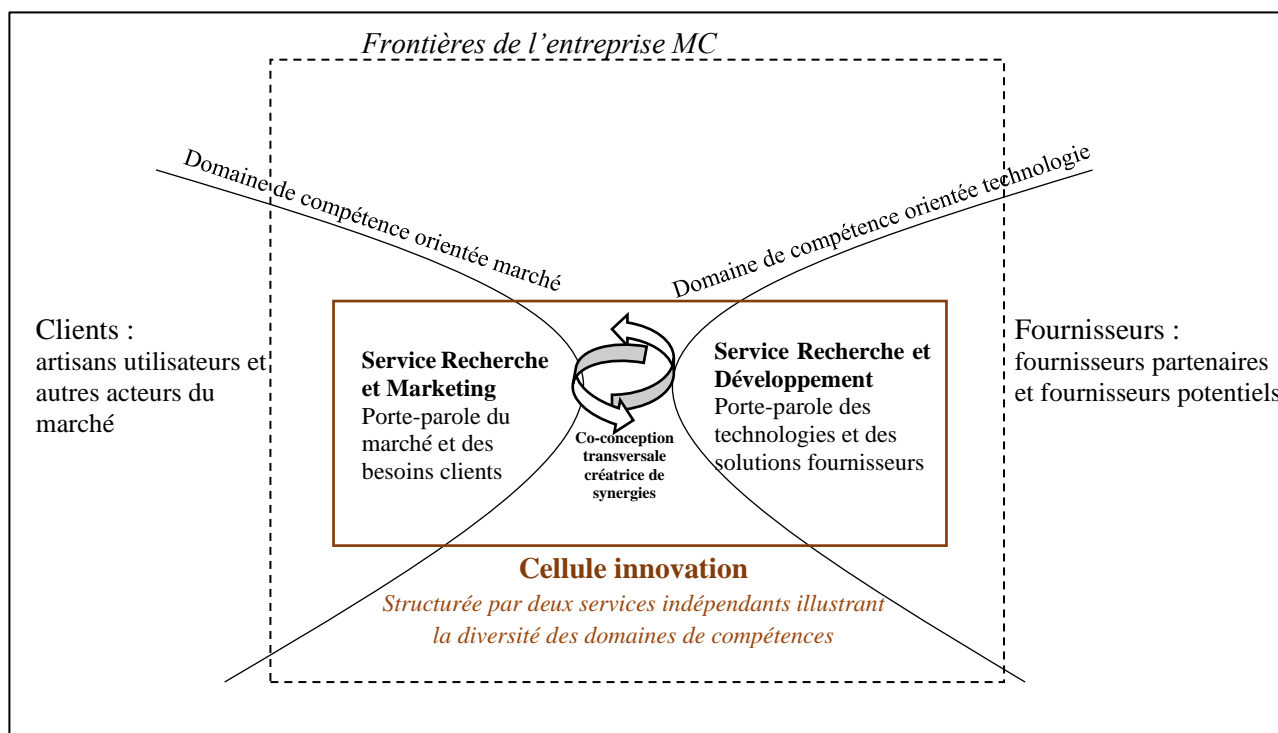 Frontières de l’entreprise MC
Domaine de compétence orientée marché
Domaine de compétence orientée technologie
Clients :
artisans utilisateurs et
autres acteurs du
marché
Service Recherche
et Marketing
Porte-parole du
marché et des
besoins clients
Co-conception
transversale
créatrice de
synergies
Service Recherche et
Développement
Porte-parole des
technologies et des
solutions fournisseurs
Fournisseurs :
fournisseurs partenaires
et fournisseurs potentiels
Cellule innovation
Structurée par deux services indépendants illustrant
la diversité des domaines de compétences